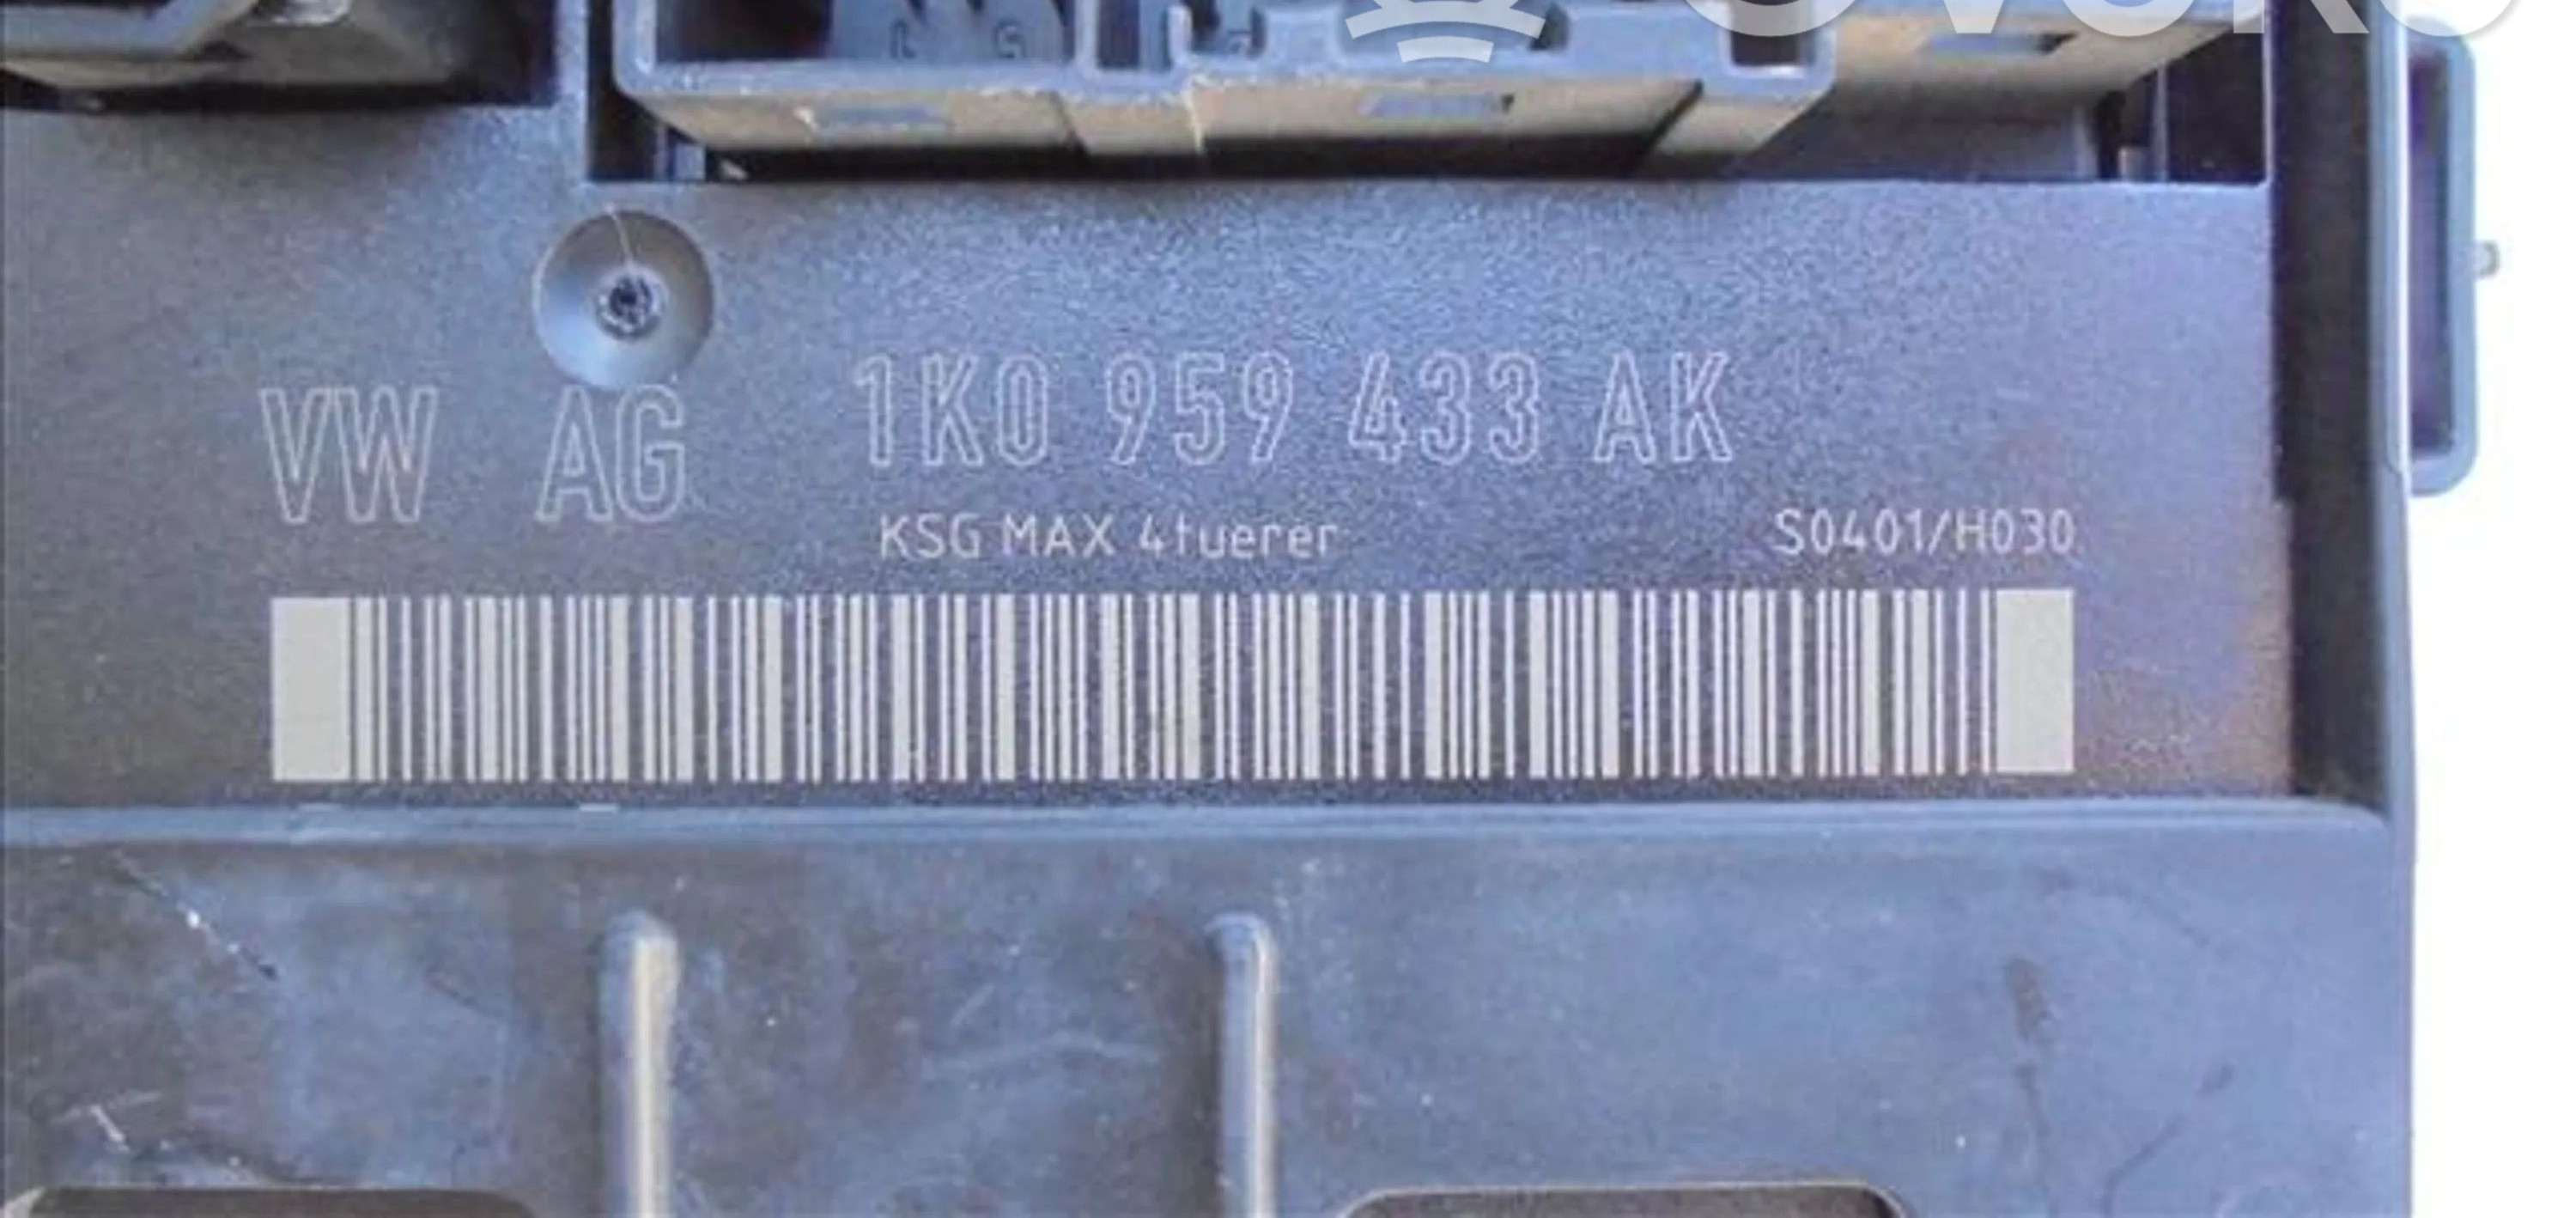 VW AG 1K0 959 433 AK
KSG MAX 4tuerer S0401/H030